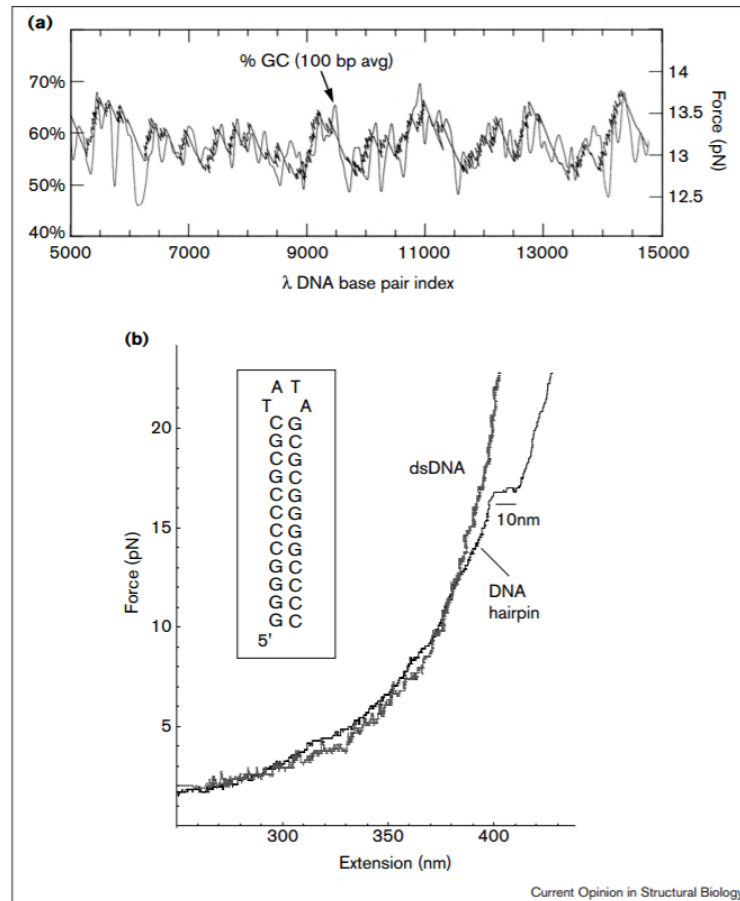 (a)
% GC (100 bp avg)
70%
60%
50%
40%
14
13.5
13
12.5
Force (pN)
5000 7000 9000 11000 13000 15000
λ DNA base pair index
(b)
A T
T A
C G
G C
C G
G C
C G
C G
C G
C G
G C
G C
G C
G C
5'
dsDNA
10nm
DNA
hairpin
20
15
10
5
Force (pN)
300 350 400
Extension (nm)
Current Opinion in Structural Biology